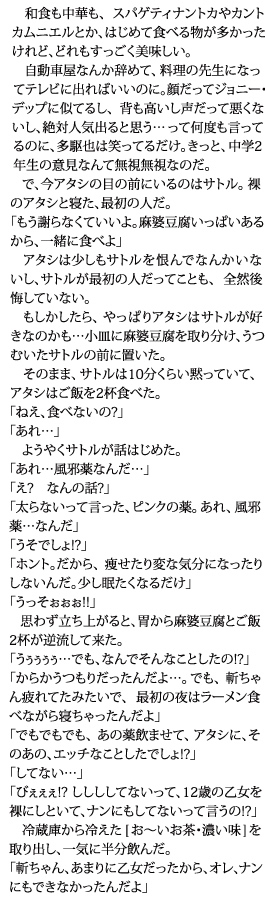 和食も中華も、 スパゲティナントカやカント
カムニエルとか、はじめて食べる物が多かった
けれど、どれもすっごく美味しい。
自動車屋なんか辞めて、料理の先生になっ
てテレビに出ればいいのに。顔だってジョニー・
デップに似てるし、 背も高いし声だって悪くな
いし、絶対人気出ると思う…って何度も言って
るのに、多駆也は笑ってるだけ。きっと、中学2
年生の意見なんて無視無視なのだ。
で、今アタシの目の前にいるのはサトル。裸
のアタシと寝た、最初の人だ。
「もう謝らなくていいよ。麻婆豆腐いっぱいある
から、一緒に食べよ」
アタシは少しもサトルを恨んでなんかいな
いし、サトルが最初の人だってことも、 全然後
悔していない。
もしかしたら、やっぱりアタシはサトルが好
きなのかも…小皿に麻婆豆腐を取り分け、うつ
むいたサトルの前に置いた。
そのまま、サトルは10分くらい黙っていて、
アタシはご飯を2杯食べた。
「ねえ、食べないの?」
「あれ…」
ようやくサトルが話はじめた。
「あれ…風邪薬なんだ…」
「え? なんの話?」
「太らないって言った、ピンクの薬。あれ、風邪
薬…なんだ」
「うそでしょ!?」
「ホント。だから、 痩せたり変な気分になったり
しないんだ。少し眠たくなるだけ」
「うっそぉぉぉ!!」
思わず立ち上がると、胃から麻婆豆腐とご飯
2杯が逆流して来た。
「うぅぅぅぅ…でも、なんでそんなことしたの!?」
「からかうつもりだったんだよ…。でも、 斬ちゃ
ん疲れてたみたいで、 最初の夜はラーメン食
べながら寝ちゃったんだよ」
「でもでもでも、 あの薬飲ませて、アタシに、そ
のあの、エッチなことしたでしょ!?」
「してない…」
「びぇぇぇ!? しししてないって、12歳の乙女を
裸にしといて、ナンにもしてないって言うの!?」
冷蔵庫から冷えた「お～いお茶・濃い味」を
取り出し、一気に半分飲んだ。
「斬ちゃん、あまりに乙女だったから、オレ、ナン
にもできなかったんだよ」